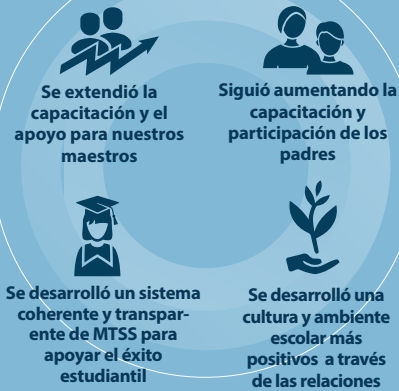 Se extendió la
capacitación y el
apoyo para nuestros
maestros
Siguió aumentando la
capacitación y
participación de los
padres
Se desarrolló un sistema
coherente y transpar-
ente de MTSS para
apoyar el éxito
estudiantil
Se desarrolló una
cultura y ambiente
escolar más
positivos a través
de las relaciones